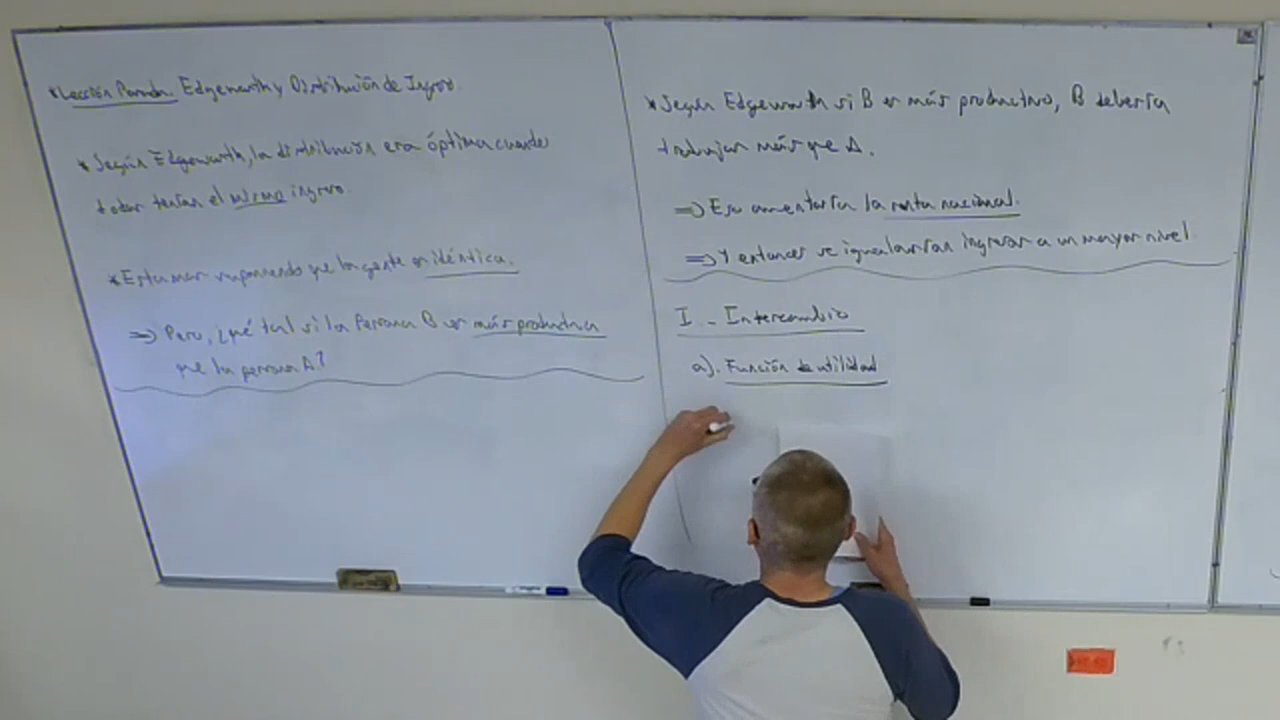 *Lección Pasada. Edgeworth y Distribución de Ingreso.
*Según Edgeworth, la distribución era óptima cuando
todos tenían el mismo ingreso.
*Estamos suponiendo que la gente es idéntica.
=> Pero, ¿qué tal si la Persona B es más productiva
que la persona A?
*Según Edgeworth si B es más productivo, B debería
trabajar más que A.
=> Eso aumentaría la renta nacional.
=> Y entonces se igualarían ingresos a un mayor nivel
I - Intercambio
a). Función de utilidad